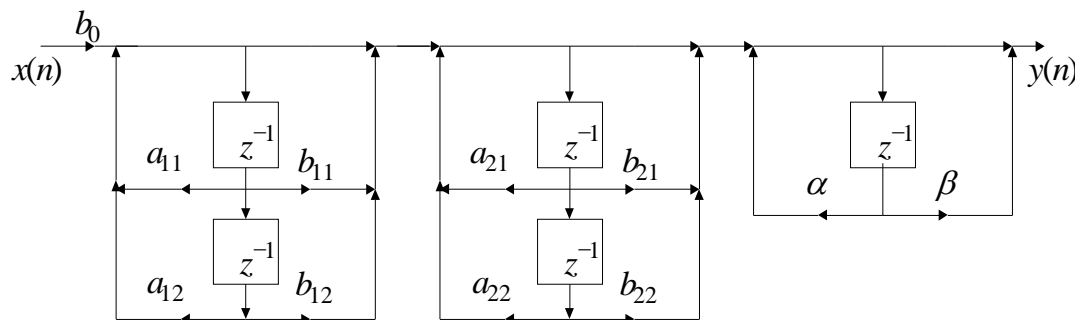 b₀
x(n) y(n)
z⁻¹ z⁻¹ z⁻¹
a₁₁ b₁₁ a₂₁ b₂₁
α β
z⁻¹ z⁻¹
a₁₂ b₁₂ a₂₂ b₂₂